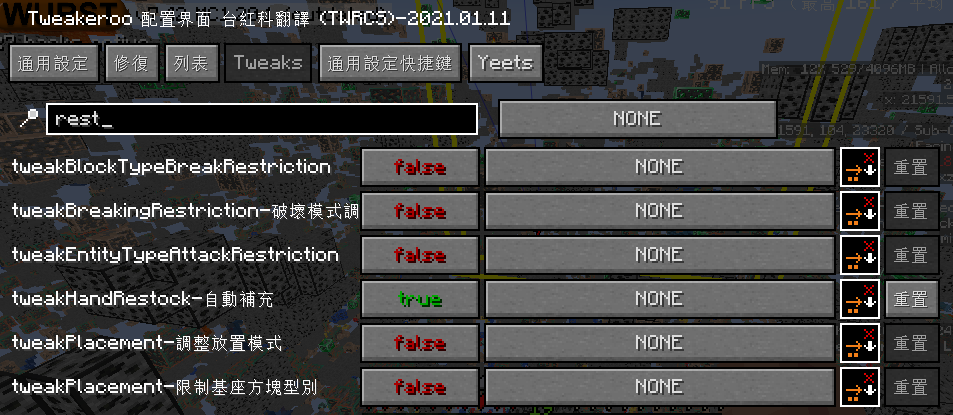 Tweakeroo 配置界面 台紅科翻譯 (TWRCS)-2021.01.11
通用設定 修復 列表 Tweaks 通用設定快捷鍵 Yeets
rest_ NONE
tweakBlockTypeBreakRestriction false NONE 重置
tweakBreakingRestriction-破壞模式調 false NONE 重置
tweakEntityTypeAttackRestriction false NONE 重置
tweakHandRestock-自動補充 true NONE 重置
tweakPlacement-調整放置模式 false NONE 重置
tweakPlacement-限制基座方塊型別 false NONE 重置